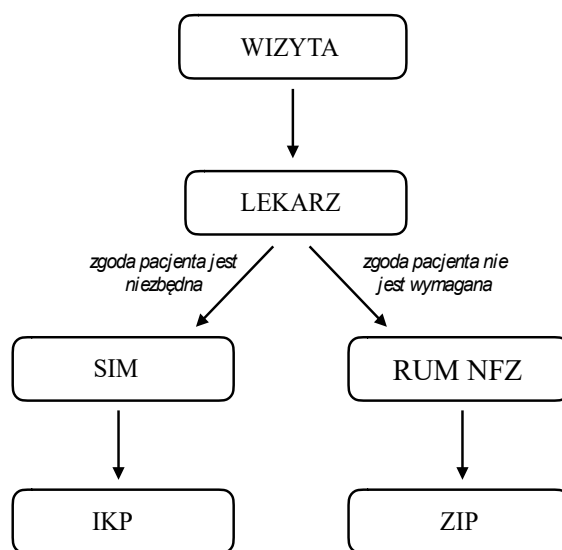 WIZYTA
LEKARZ
zgoda pacjenta jest
niezbędna
zgoda pacjenta nie
jest wymagana
SIM
RUM NFZ
IKP
ZIP